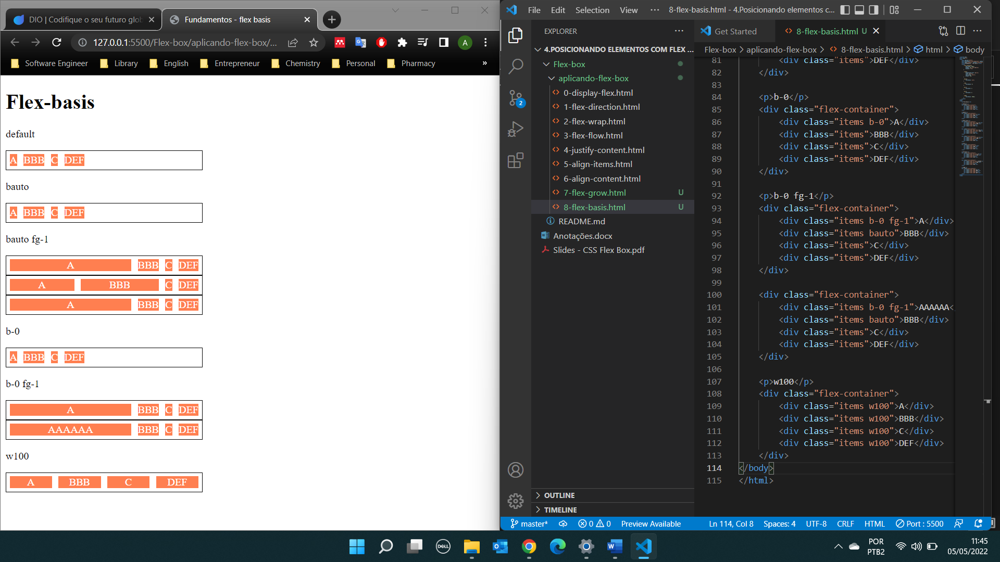 DIO | Codifique o seu futuro glob
Fundamentos - flex basis
127.0.0.1:5500/Flex-box/aplicando-flex-box/...
A
Software Engineer
Library
English
Entrepreneur
Chemistry
Personal
Pharmacy
»
Flex-basis
default
A BBB C DEF
bauto
A BBB C DEF
bauto fg-1
A BBB C DEF
A BBB C DEF
A BBB C DEF
b-0
A BBB C DEF
b-0 fg-1
A BBB C DEF
AAAAAA BBB C DEF
w100
A BBB C DEF
File Edit Selection View ··· 8-flex-basis.html - 4.Posicionando elementos c...
EXPLORER ···
4.POSICIONANDO ELEMENTOS COM FLEX ...
Flex-box
aplicando-flex-box
0-display-flex.html
1-flex-direction.html
2-flex-wrap.html
3-flex-flow.html
4-justify-content.html
5-align-items.html
6-align-content.html
7-flex-grow.html U
8-flex-basis.html U
README.md
Anotações.docx
Slides - CSS Flex Box.pdf
OUTLINE
TIMELINE
2
Get Started
8-flex-basis.html U
Flex-box > aplicando-flex-box > 8-flex-basis.html > html > body
81 <div class="items">DEF</div>
82 </div>
83
84 <p>b-0</p>
85 <div class="flex-container">
86 <div class="items b-0">A</div>
87 <div class="items">BBB</div>
88 <div class="items">C</div>
89 <div class="items">DEF</div>
90 </div>
91
92 <p>b-0 fg-1</p>
93 <div class="flex-container">
94 <div class="items b-0 fg-1">A</div>
95 <div class="items bauto">BBB</div>
96 <div class="items">C</div>
97 <div class="items">DEF</div>
98 </div>
99
100 <div class="flex-container">
101 <div class="items b-0 fg-1">AAAAAA<
102 <div class="items bauto">BBB</div>
103 <div class="items">C</div>
104 <div class="items">DEF</div>
105 </div>
106
107 <p>w100</p>
108 <div class="flex-container">
109 <div class="items w100">A</div>
110 <div class="items w100">BBB</div>
111 <div class="items w100">C</div>
112 <div class="items w100">DEF</div>
113 </div>
114 </body>
115 </html>
master* 0 0 Preview Available Ln 114, Col 8 Spaces: 4 UTF-8 CRLF HTML Port : 5500
DELL
POR
PTB2
11:45
05/05/2022